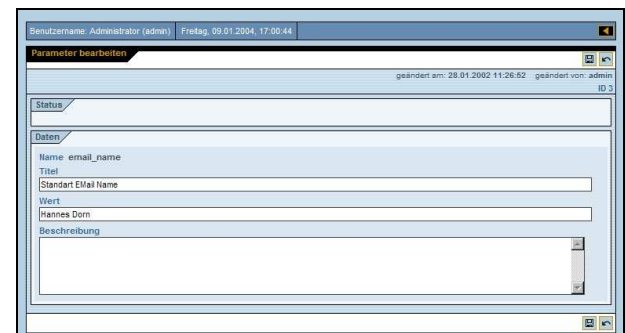 Benutzername: Administrator (admin) Freitag, 09.01.2004, 17:00:44
Parameter bearbeiten
geändert am: 28.01.2002 11:26:52 geändert von: admin
ID 3
Status
Daten
Name email_name
Titel
Standart EMail Name
Wert
Hannes Dorn
Beschreibung